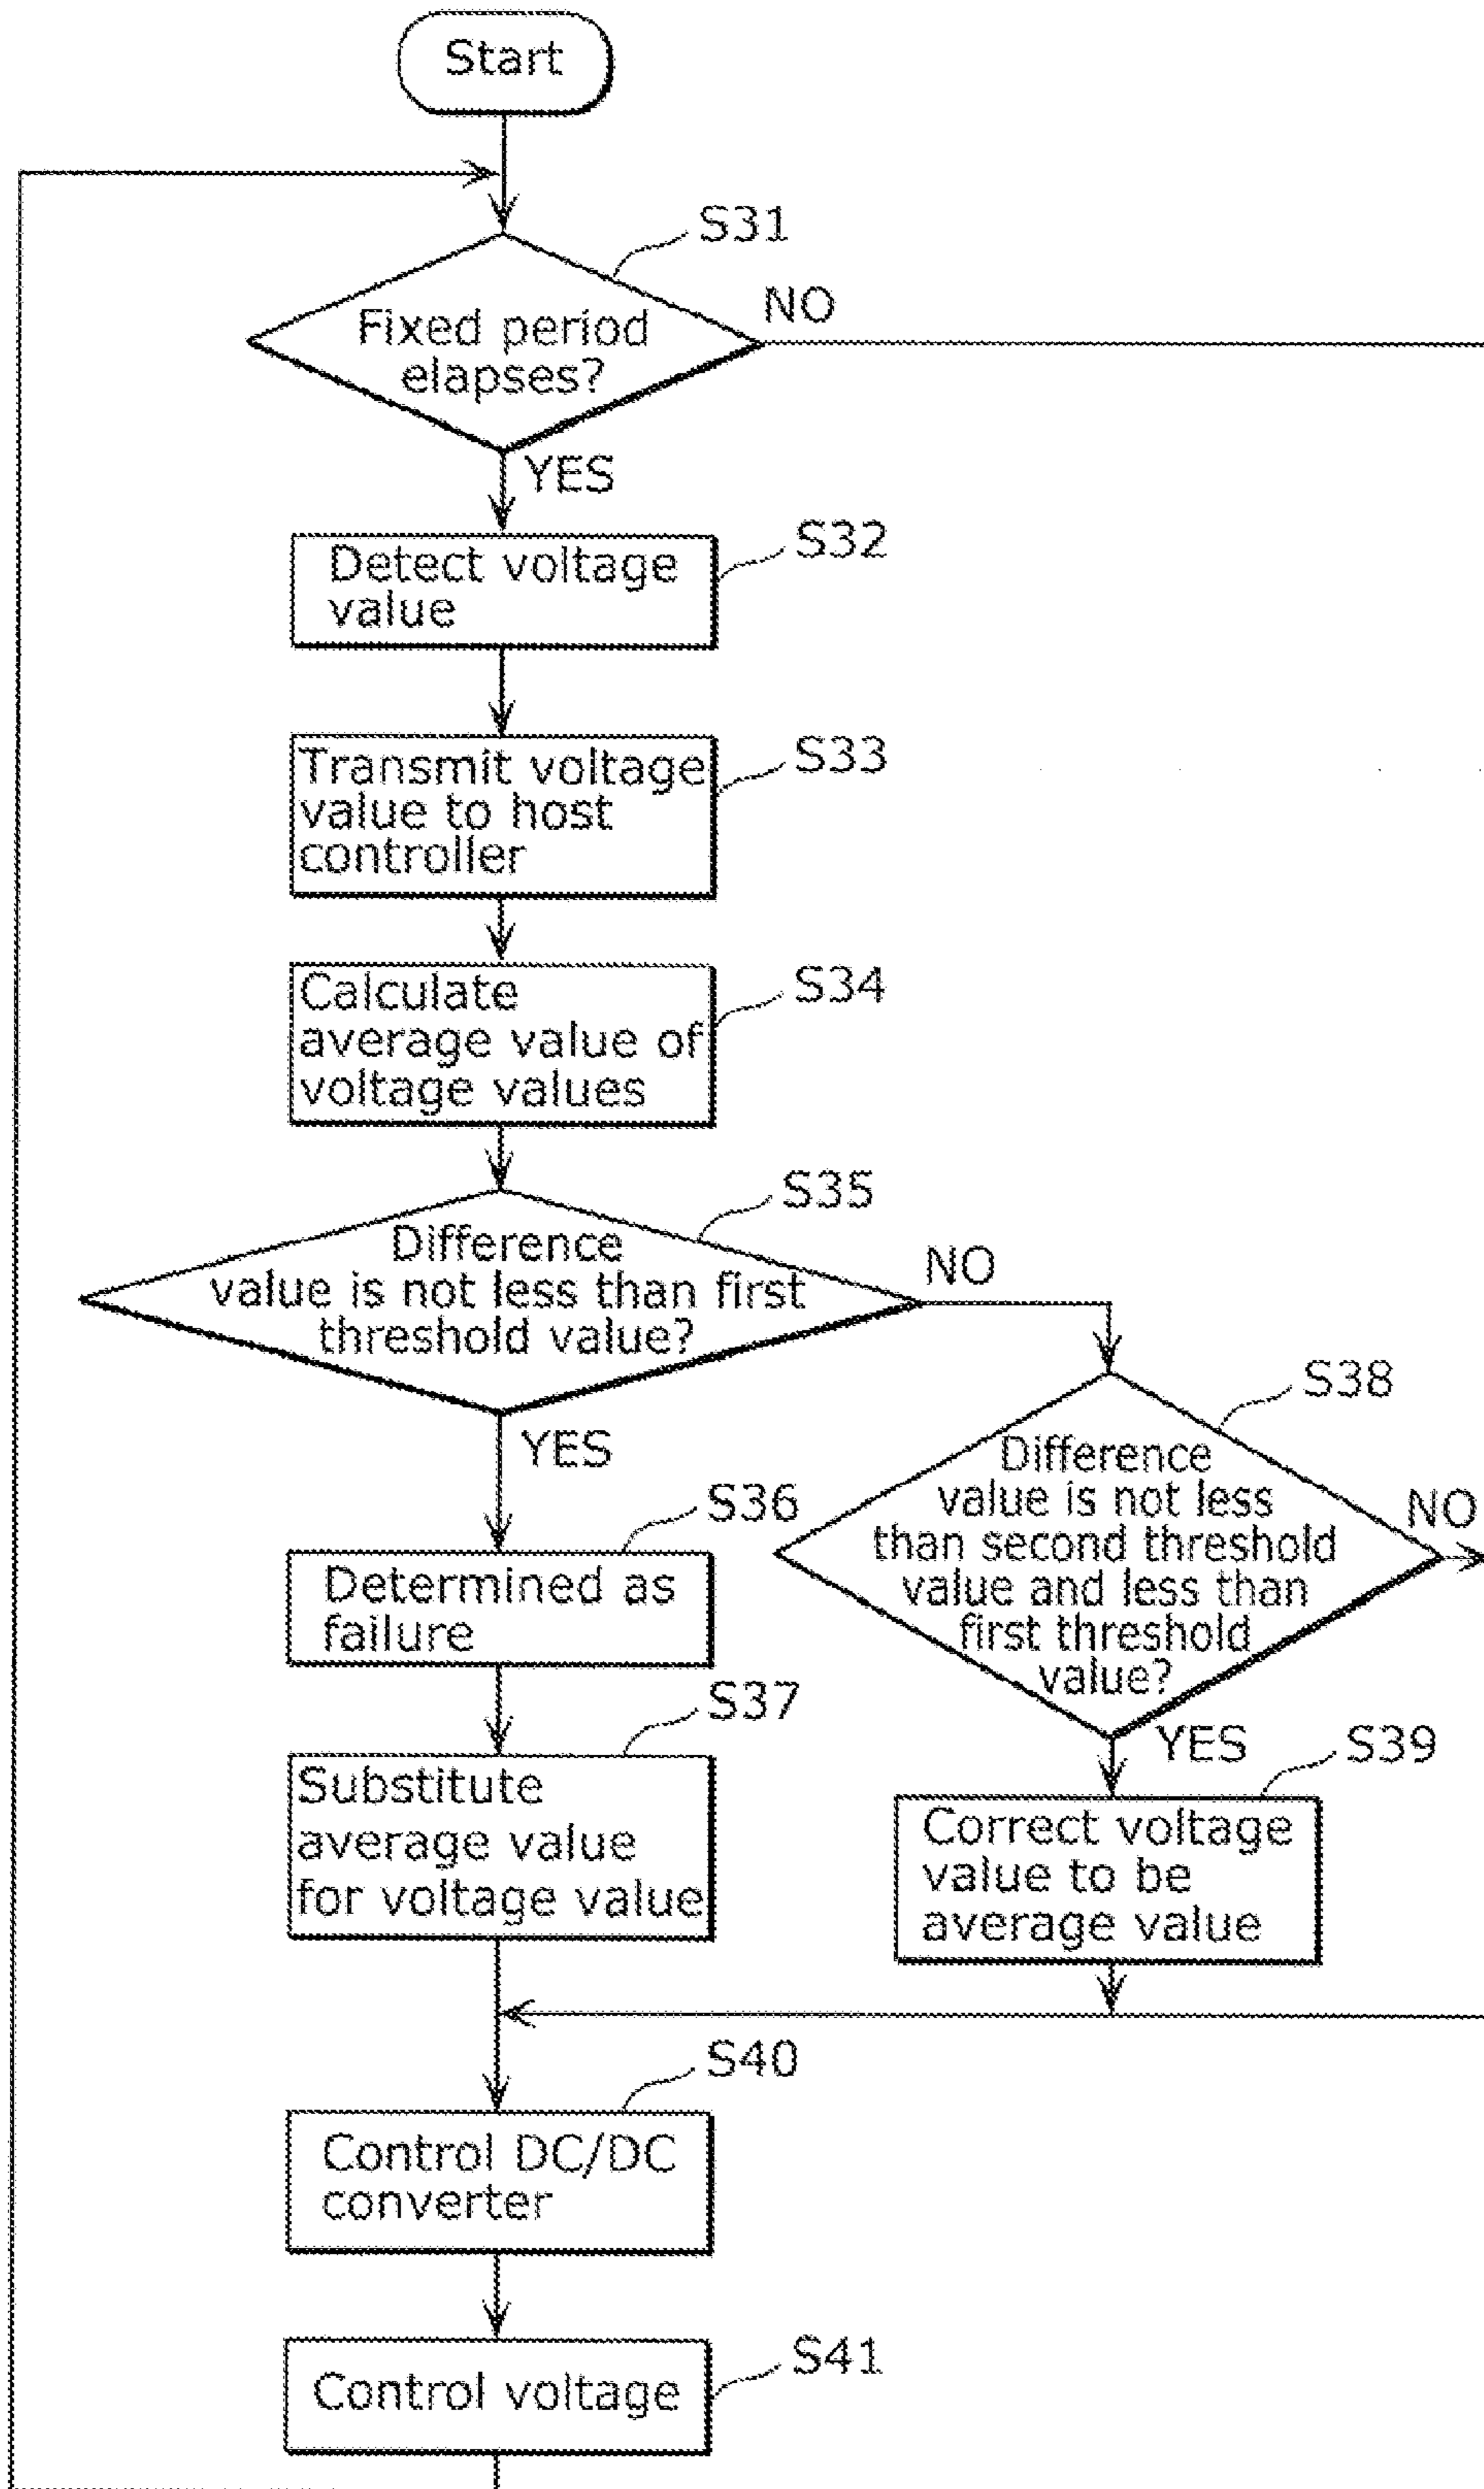 Start
S31
Fixed period
elapses?
NO
YES
S32
Detect voltage
value
S33
Transmit voltage
value to host
controller
S34
Calculate
average value of
voltage values
S35
Difference
value is not less than first
threshold value?
NO
YES
S38
Difference
value is not less
than second threshold
value and less than
first threshold
value?
NO
YES
S36
Determined as
failure
S37
Substitute
average value
for voltage value
S39
Correct voltage
value to be
average value
S40
Control DC/DC
converter
S41
Control voltage